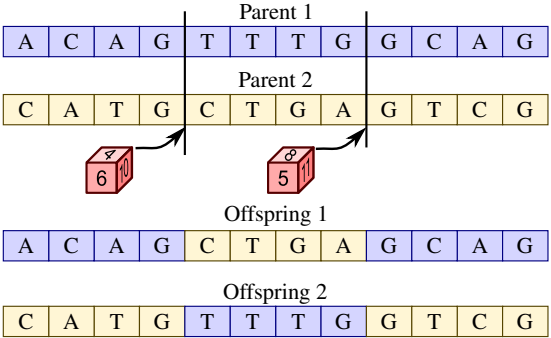 Parent 1
A C A G T T T G G C A G
Parent 2
C A T G C T G A G T C G
4
6 10
8
5 11
Offspring 1
A C A G C T G A G C A G
Offspring 2
C A T G T T T G G T C G